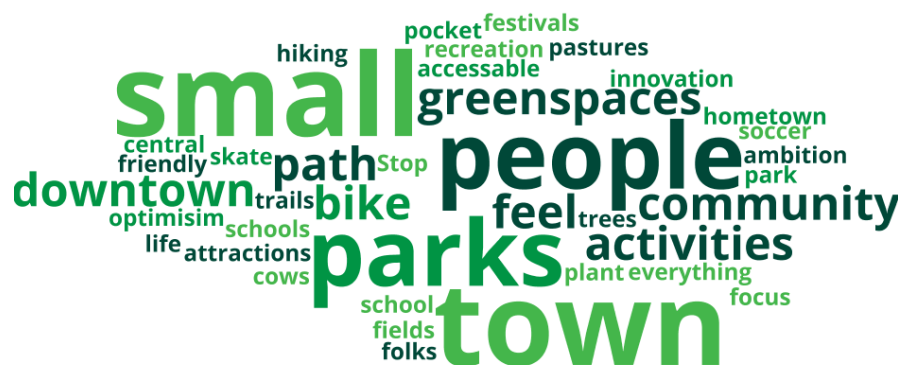 festivals
pocket
recreation pastures
hiking
accessable
small
innovation
greenspaces
hometown
people
soccer
central
friendly skate path Stop
ambition
park
downtown trails bike
feel trees community
optimisim
schools
parks
activities
life attractions
cows
plant everything
school
town
focus
fields
folks